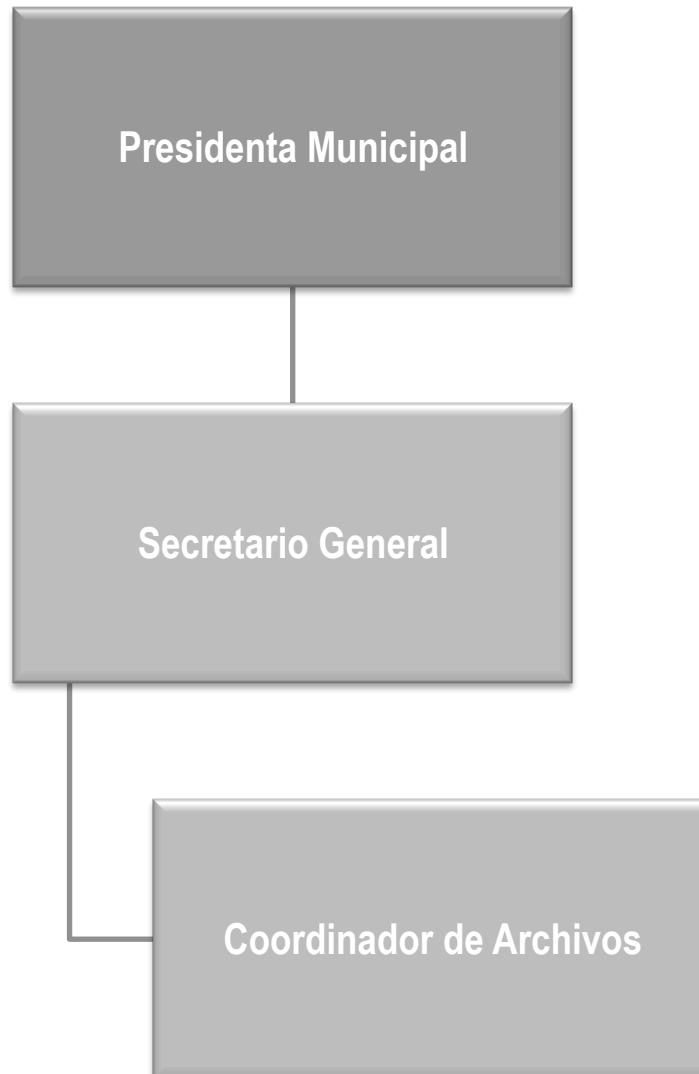 Presidenta Municipal
Secretario General
Coordinador de Archivos